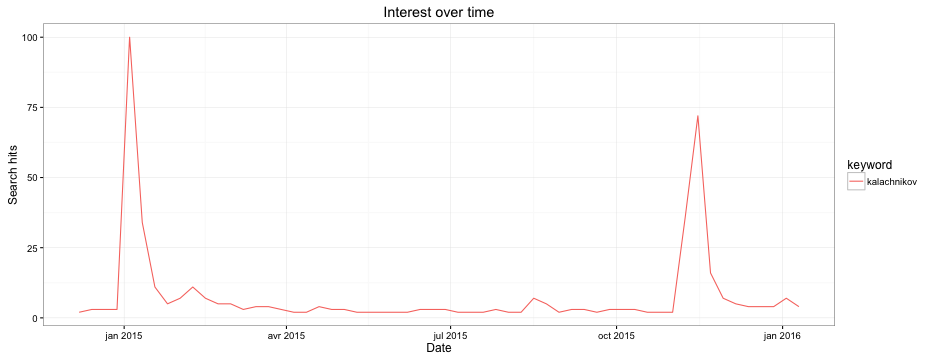 Interest over time
Search hits
100
75
50
25
0
jan 2015
avr 2015
jul 2015
oct 2015
jan 2016
Date
keyword
kalachnikov